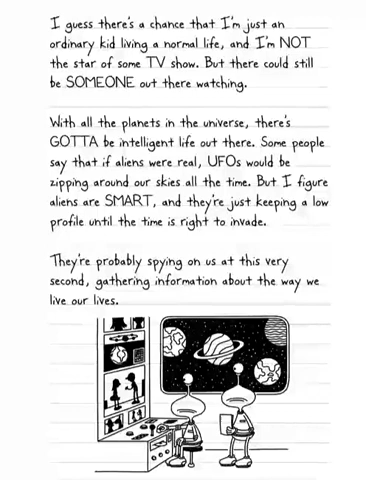 I guess there's a chance that I'm just an
ordinary kid living a normal life, and I'm NOT
the star of some TV show. But there could still
be SOMEONE out there watching.
With all the planets in the universe, there's
GOTTA be intelligent life out there. Some people
say that if aliens were real, UFOs would be
zipping around our skies all the time. But I figure
aliens are SMART, and they're just keeping a low
profile until the time is right to invade.
They're probably spying on us at this very
second, gathering information about the way we
live our lives.